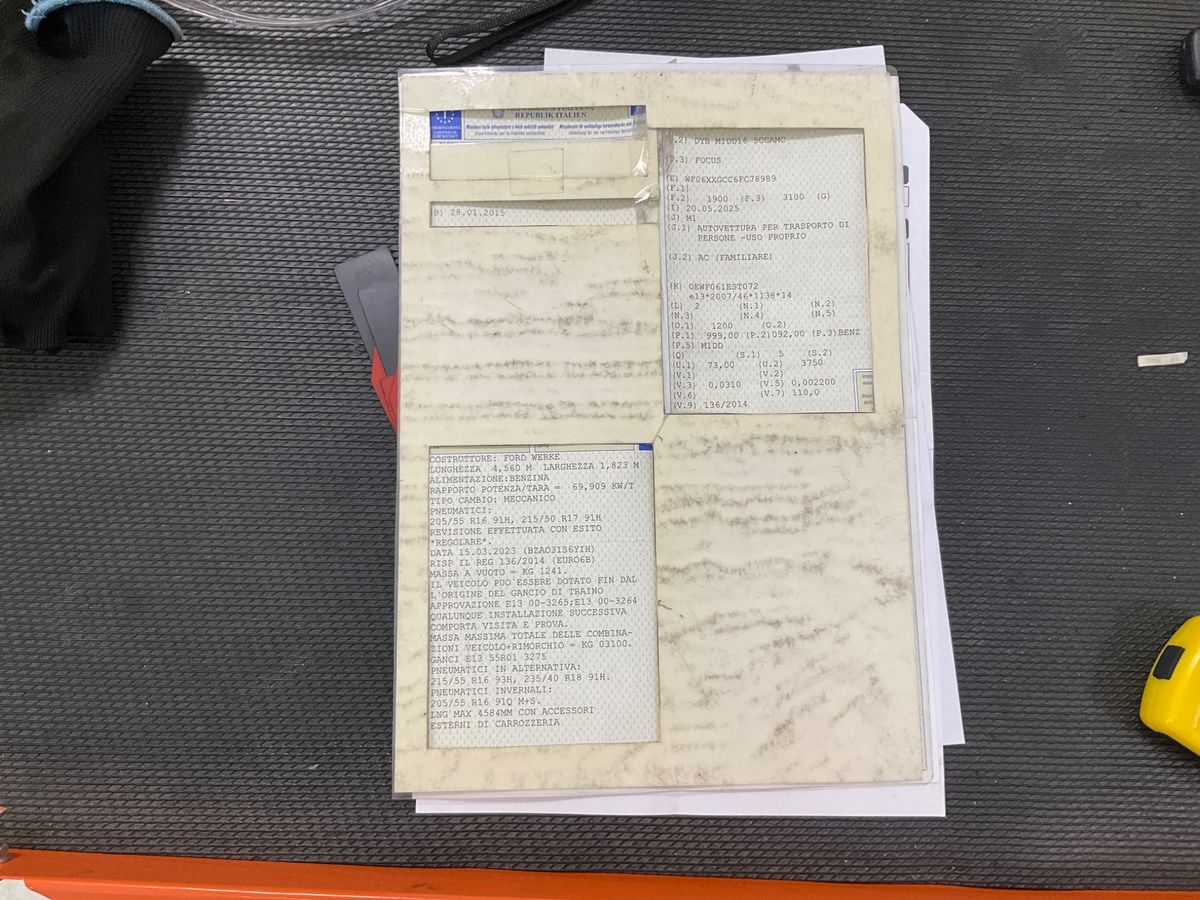 REPUBLIK ITALIEN
B) 28.01.2015
.2) DYB M1DD16 5CGAMC
.3) FOCUS
(E) WF06XXGCC6FC78989
(F.1)
(F.2) 1900 (F.3) 3100 (G)
(I) 20.05.2025
(J) M1
(J.1) AUTOVETTURA PER TRASPORTO DI
PERSONE -USO PROPRIO
(J.2) AC (FAMILIARE)
(K) OEWF061EST072
e13*2007/46*1138*14
(L) 2 (N.1) (N.2)
(N.3) (N.4) (N.5)
(O.1) 1200 (O.2)
(P.1) 999,00 (P.2)092,00 (P.3)BENZ
(P.5) M1DD
(Q) (S.1) 5 (S.2)
(U.1) 73,00 (U.2) 3750
(V.1) (V.2)
(V.3) 0,0310 (V.5) 0,002200
(V.6) (V.7) 110,0
(V.9) 136/2014
COSTRUTTORE: FORD WERKE
LUNGHEZZA 4,560 M LARGHEZZA 1,823 M
ALIMENTAZIONE:BENZINA
RAPPORTO POTENZA/TARA = 69,909 KW/T
TIPO CAMBIO: MECCANICO
PNEUMATICI:
205/55 R16 91H, 215/50 R17 91H
REVISIONE EFFETTUATA CON ESITO
*REGOLARE*.
DATA 15.03.2023 (BZAO3IS6YIH)
RISP IL REG 136/2014 (EURO6B)
MASSA A VUOTO = KG 1241.
IL VEICOLO PUO'ESSERE DOTATO FIN DAL
L'ORIGINE DEL GANCIO DI TRAINO
APPROVAZIONE E13 00-3265;E13 00-3264
QUALUNQUE INSTALLAZIONE SUCCESSIVA
COMPORTA VISITA E PROVA.
MASSA MASSIMA TOTALE DELLE COMBINA-
ZIONI VEICOLO+RIMORCHIO = KG 03100.
GANCI E13 55R01 3275
PNEUMATICI IN ALTERNATIVA:
215/55 R16 93H, 235/40 R18 91H.
PNEUMATICI INVERNALI:
205/55 R16 91Q M+S.
LNG MAX 4584MM CON ACCESSORI
ESTERNI DI CARROZZERIA